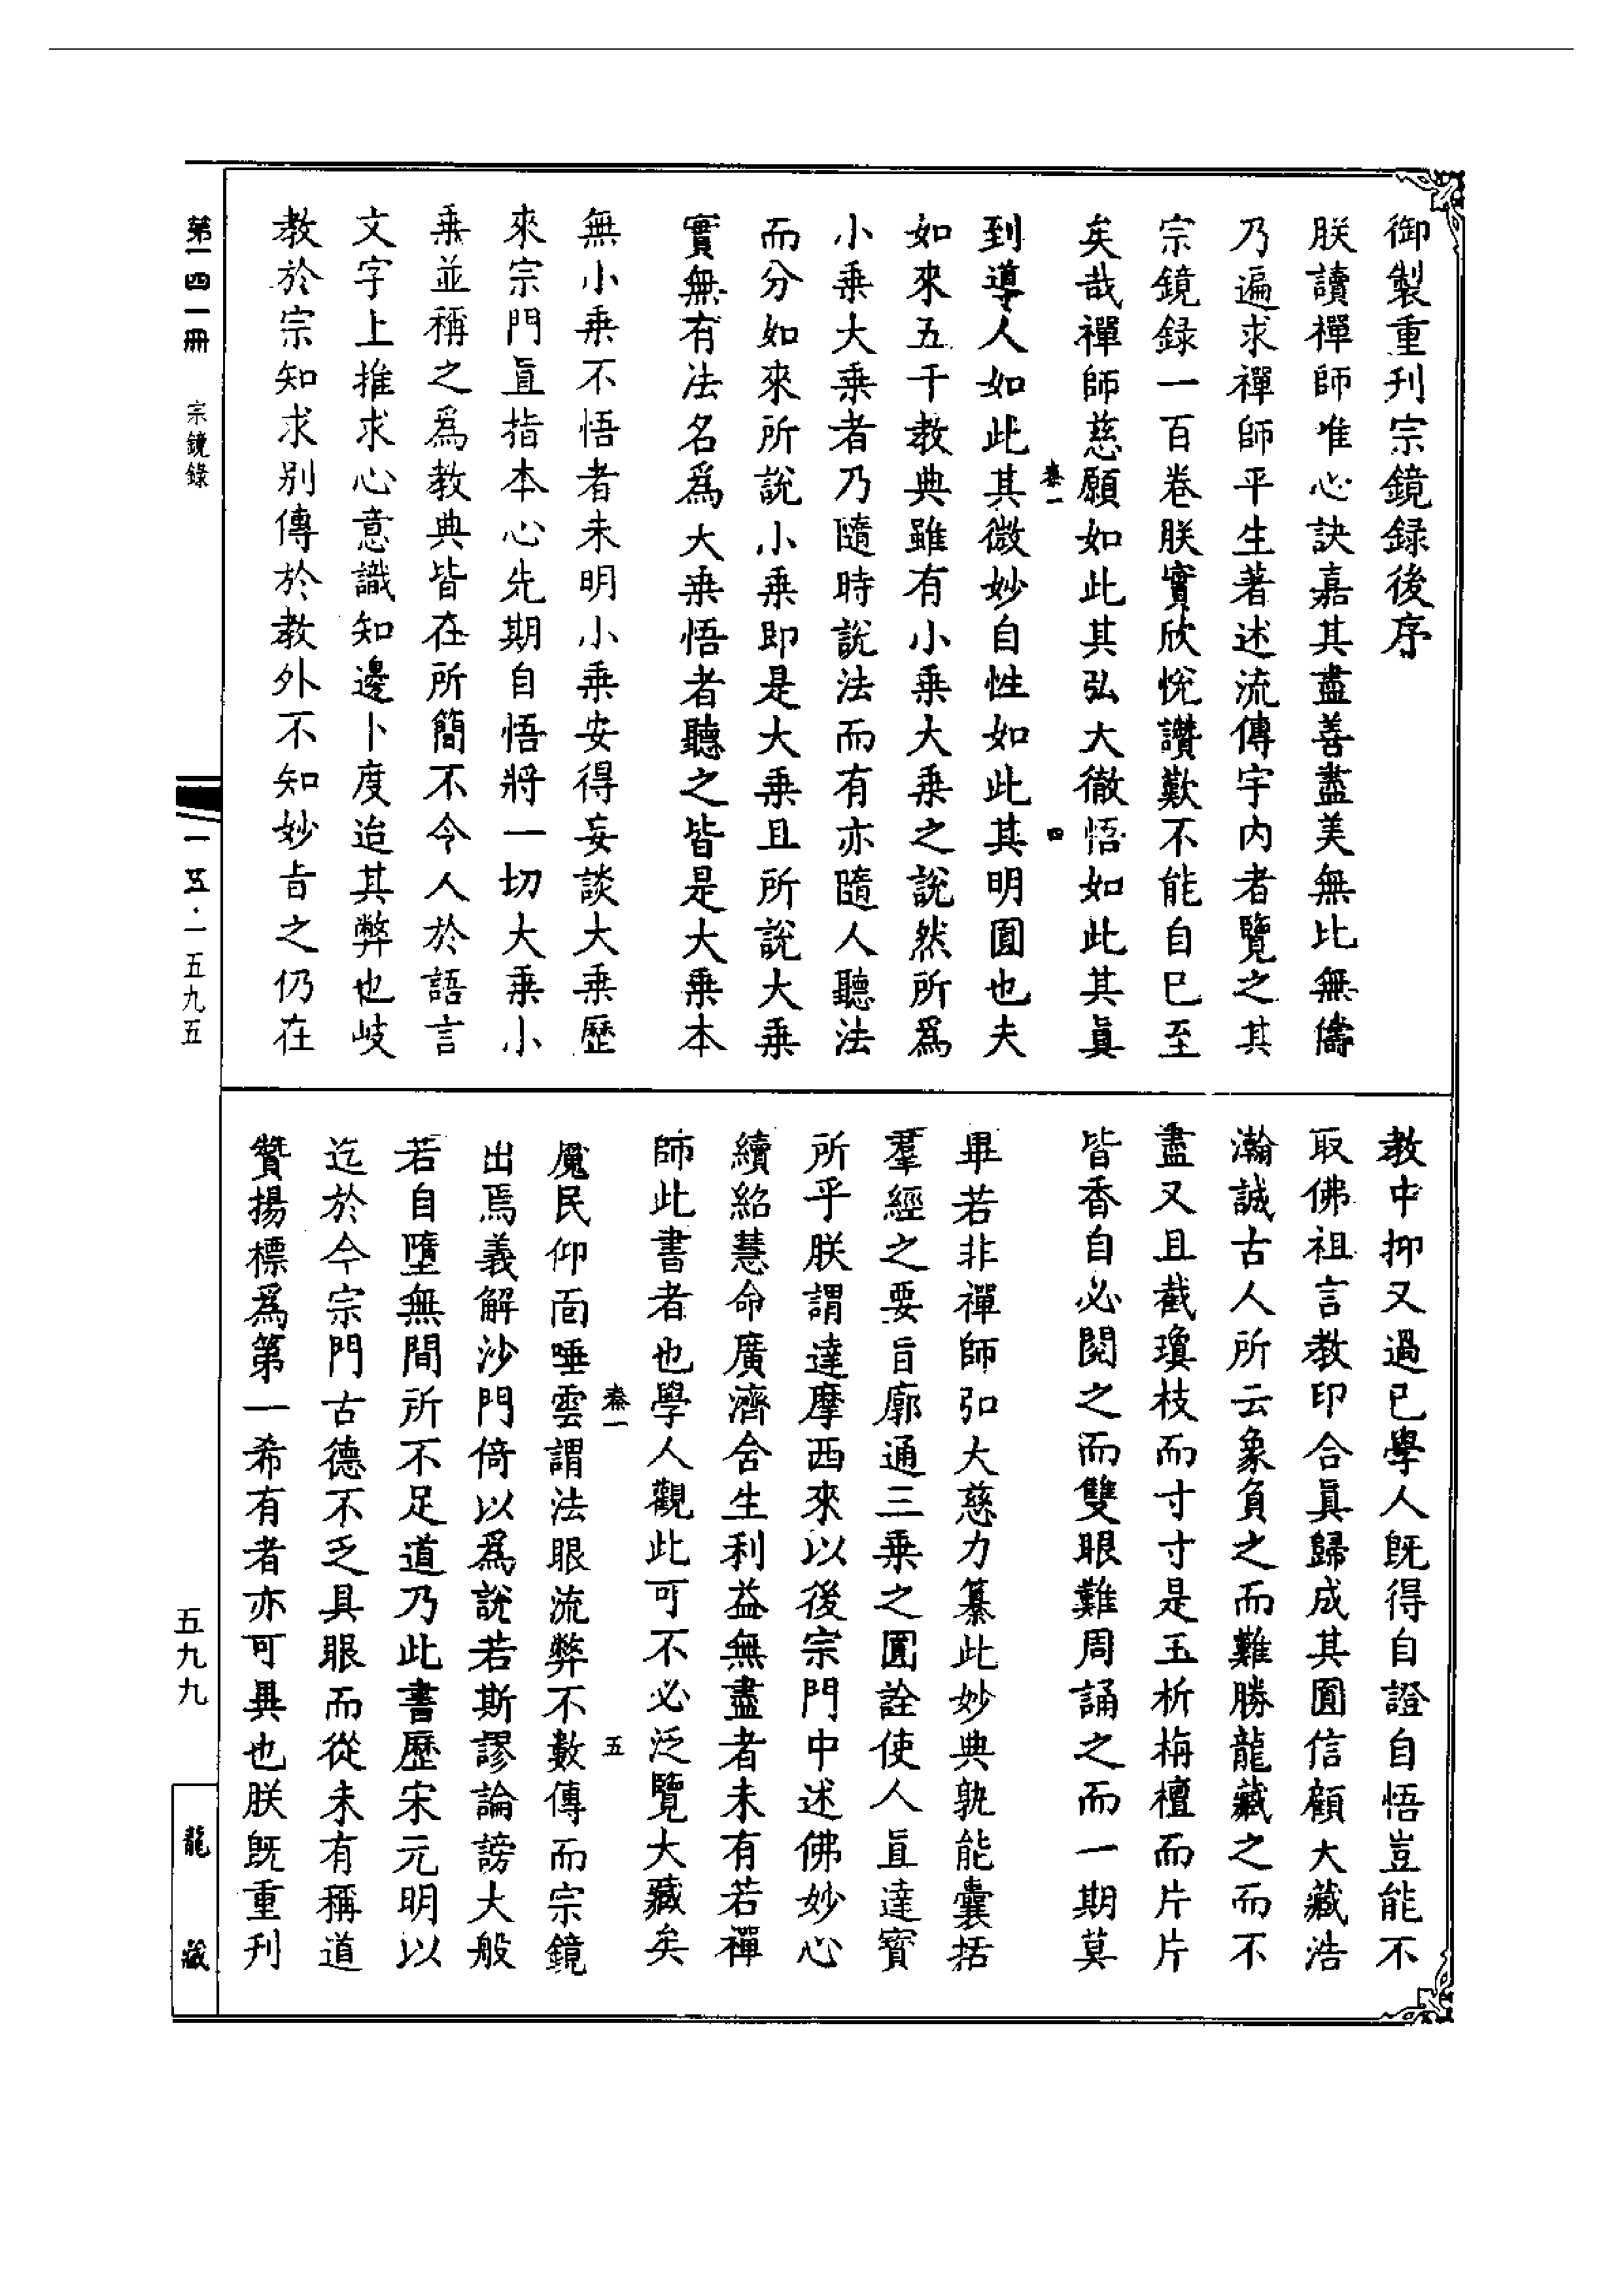 御製重刊宗鏡録後序
朕讀禪師唯心訣嘉其盡善盡美無比無儔
乃遍求禪師平生著述流傳宇内者覽之其
宗鏡録一百卷朕實欣悅讚歎不能自已至
矣哉禪師慈願如此其弘大徹悟如此其眞
卷一 四
到導人如此其微妙自性如此其明圓也夫
如來五千教典雖有小乗大乗之說然所爲
小乗大乗者乃隨時說法而有亦隨人聽法
而分如來所說小乗即是大乗且所說大乗
實無有法名爲大乗悟者聽之皆是大乗本
無小乗不悟者未明小乗安得妄談大乗歷
來宗門直指本心先期自悟將一切大乗小
乗並稱之爲教典皆在所簡不令人於語言
文字上推求心意識知邊卜度迨其弊也岐
教於宗知求别傳於教外不知妙旨之仍在
教中抑又過已學人既得自證自悟豈能不
取佛祖言教印合眞歸成其圓信顧大藏浩
瀚誠古人所云象負之而難勝龍藏之而不
盡又且截瓊枝而寸寸是玉析栴檀而片片
皆香自必閱之而雙眼難周誦之而一期莫
畢若非禪師弘大慈力纂此妙典孰能囊括
羣經之要旨廓通三乗之圓詮使人直達寶
所乎朕謂達摩西來以後宗門中述佛妙心
續紹慧命廣濟含生利益無盡者未有若禪
師此書者也學人觀此可不必泛覽大藏矣
卷一 五
魔民仰面唾雲謂法眼流弊不數傳而宗鏡
出焉義解沙門倚以爲說若斯謬論謗大般
若自墮無間所不足道乃此書歷宋元明以
迄於今宗門古德不乏具眼而從未有稱道
贊揚標爲第一希有者亦可異也朕既重刊
第一四一冊 宗鏡錄
一五·一五九五
五九九
龍藏